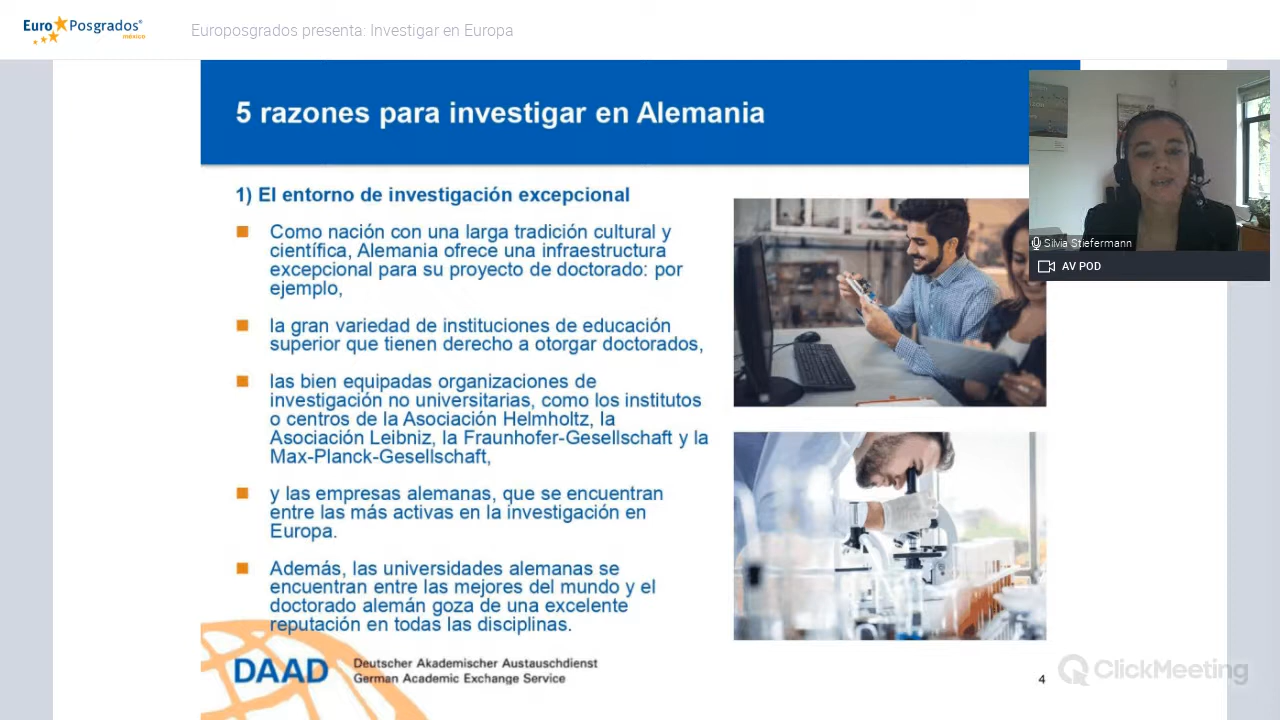 EuroPosgrados®
méxico
Europosgrados presenta: Investigar en Europa
5 razones para investigar en Alemania
1) El entorno de investigación excepcional
Como nación con una larga tradición cultural y
científica, Alemania ofrece una infraestructura
excepcional para su proyecto de doctorado: por
ejemplo,
la gran variedad de instituciones de educación
superior que tienen derecho a otorgar doctorados,
las bien equipadas organizaciones de
investigación no universitarias, como los institutos
o centros de la Asociación Helmholtz, la
Asociación Leibniz, la Fraunhofer-Gesellschaft y la
Max-Planck-Gesellschaft,
y las empresas alemanas, que se encuentran
entre las más activas en la investigación en
Europa.
Además, las universidades alemanas se
encuentran entre las mejores del mundo y el
doctorado alemán goza de una excelente
reputación en todas las disciplinas.
DAAD
Deutscher Akademischer Austauschdienst
German Academic Exchange Service
4
Silvia Stiefermann
AV POD
ClickMeeting